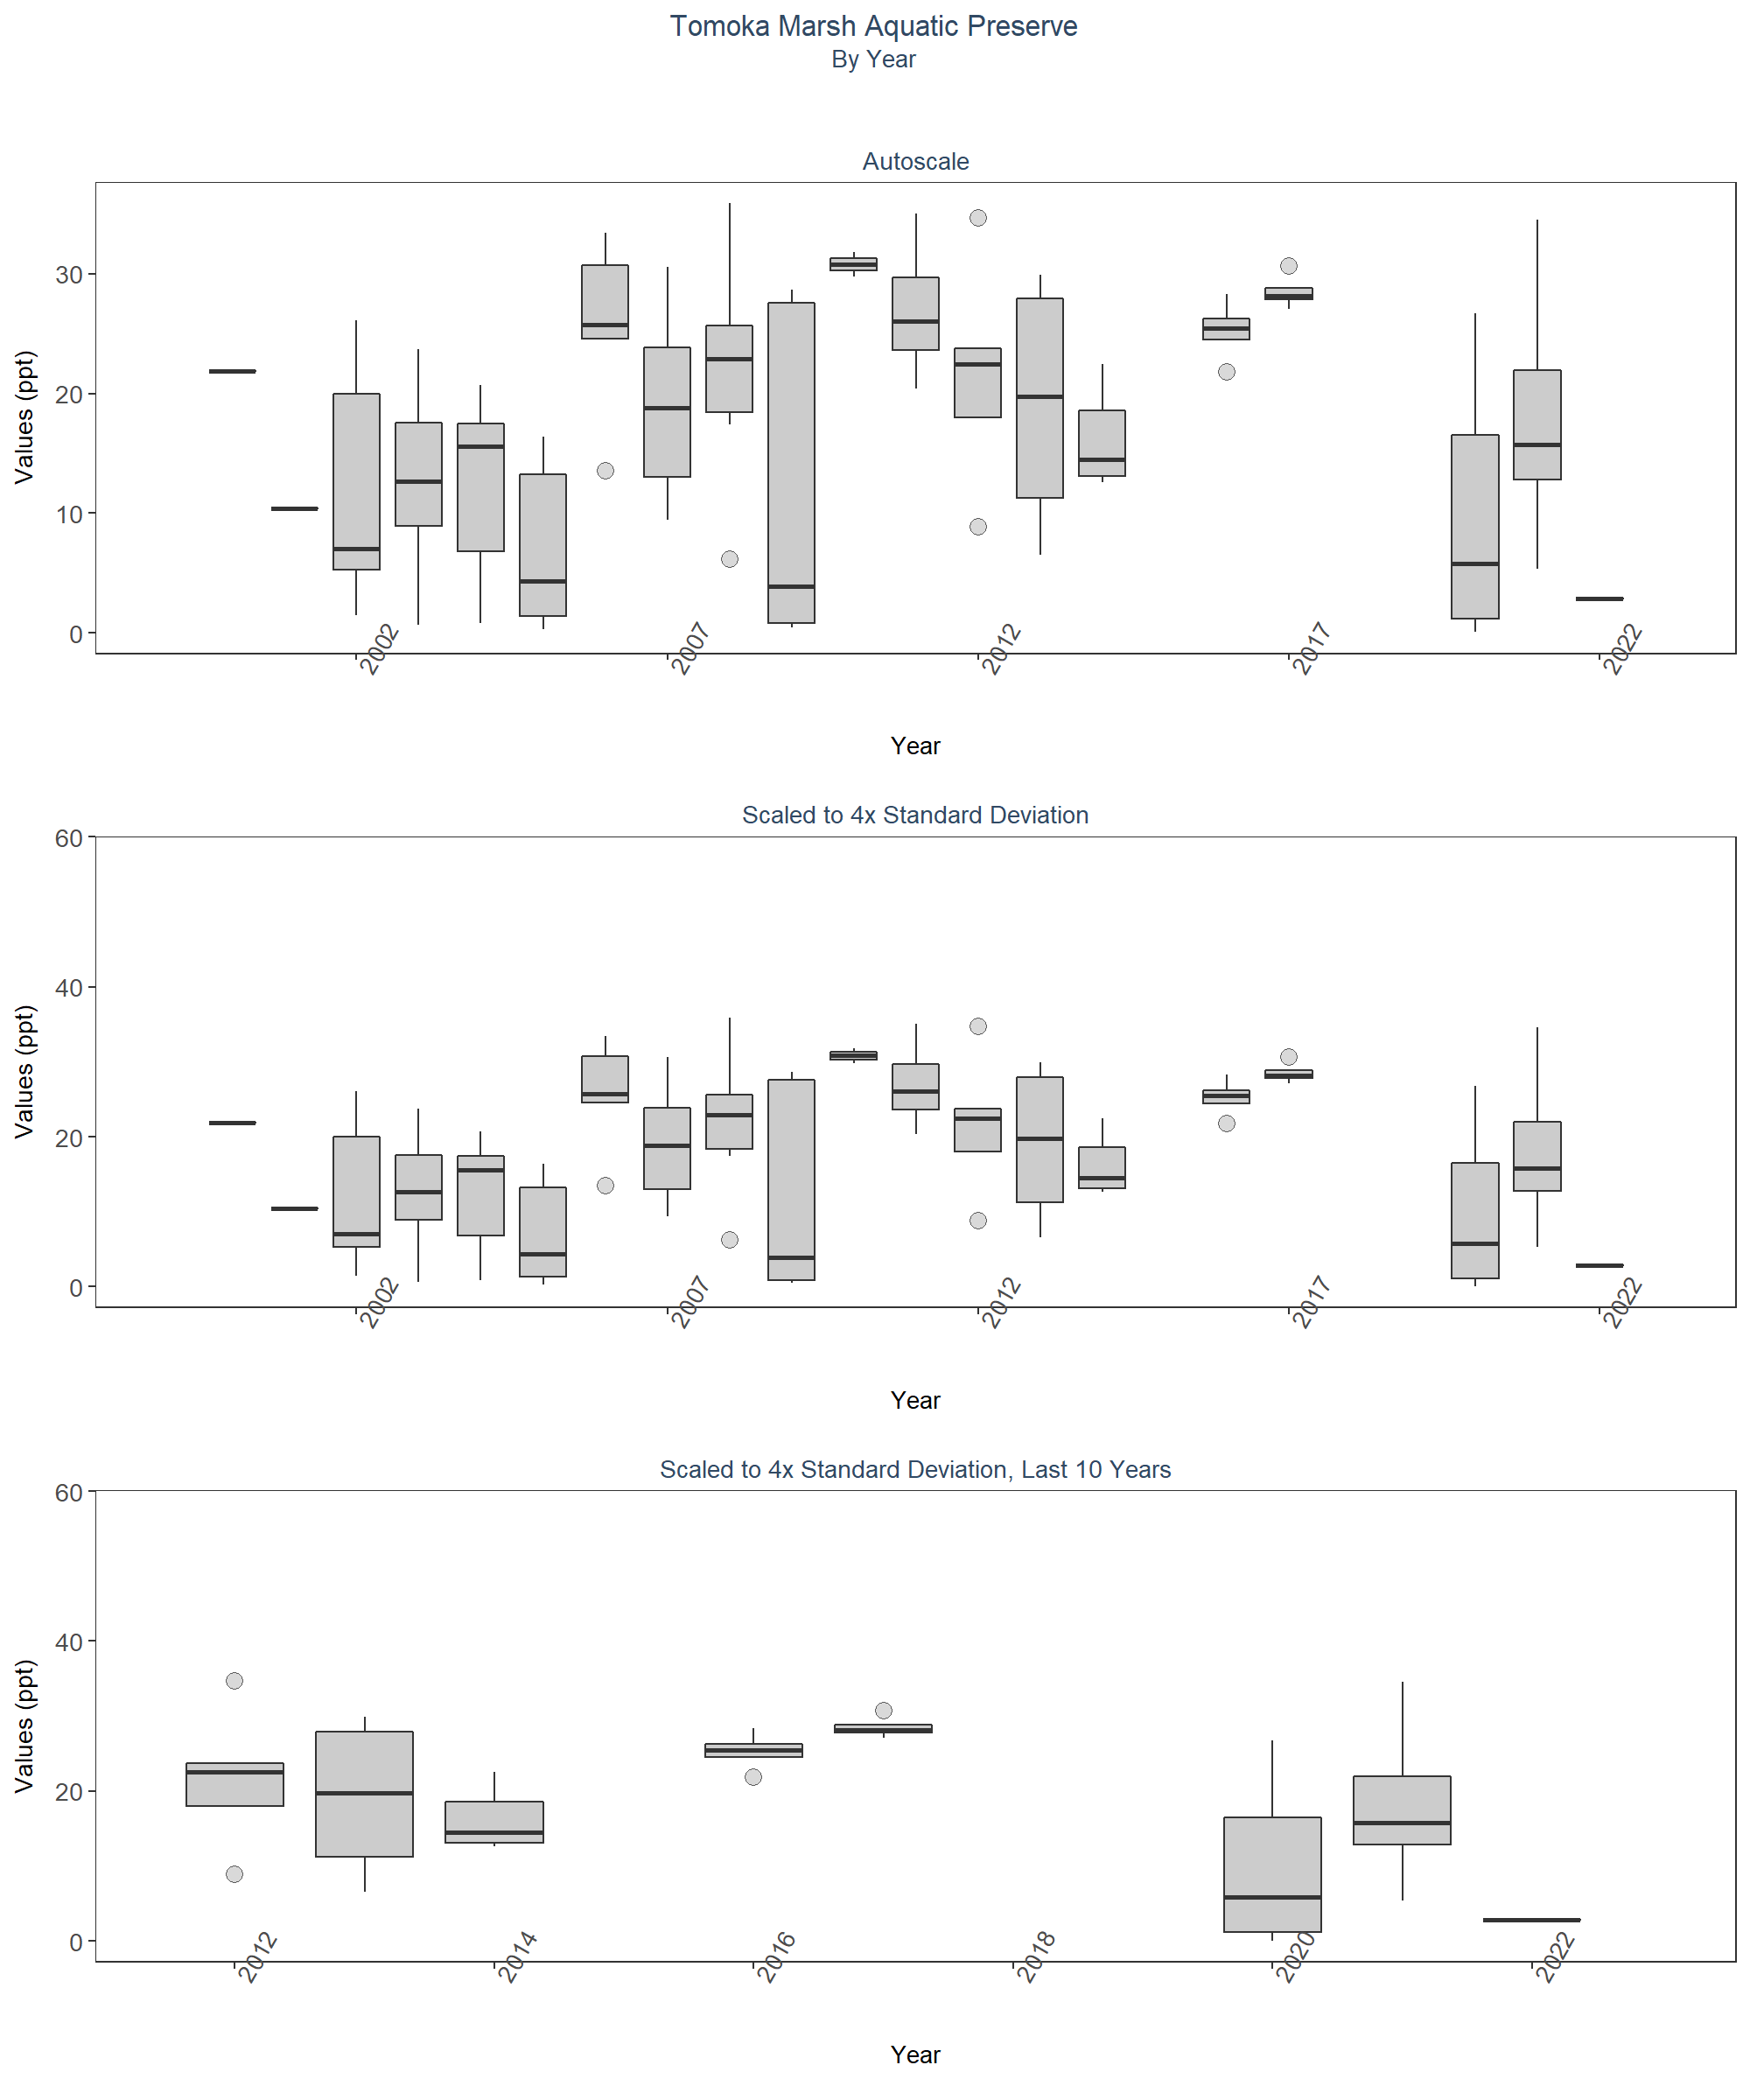 Tomoka Marsh Aquatic Preserve
By Year
Autoscale
Values (ppt)
30
20
10
0
2002 2007 2012 2017 2022
Year
Scaled to 4x Standard Deviation
Values (ppt)
60
40
20
0
2002 2007 2012 2017 2022
Year
Scaled to 4x Standard Deviation, Last 10 Years
Values (ppt)
60
40
20
0
2012 2014 2016 2018 2020 2022
Year